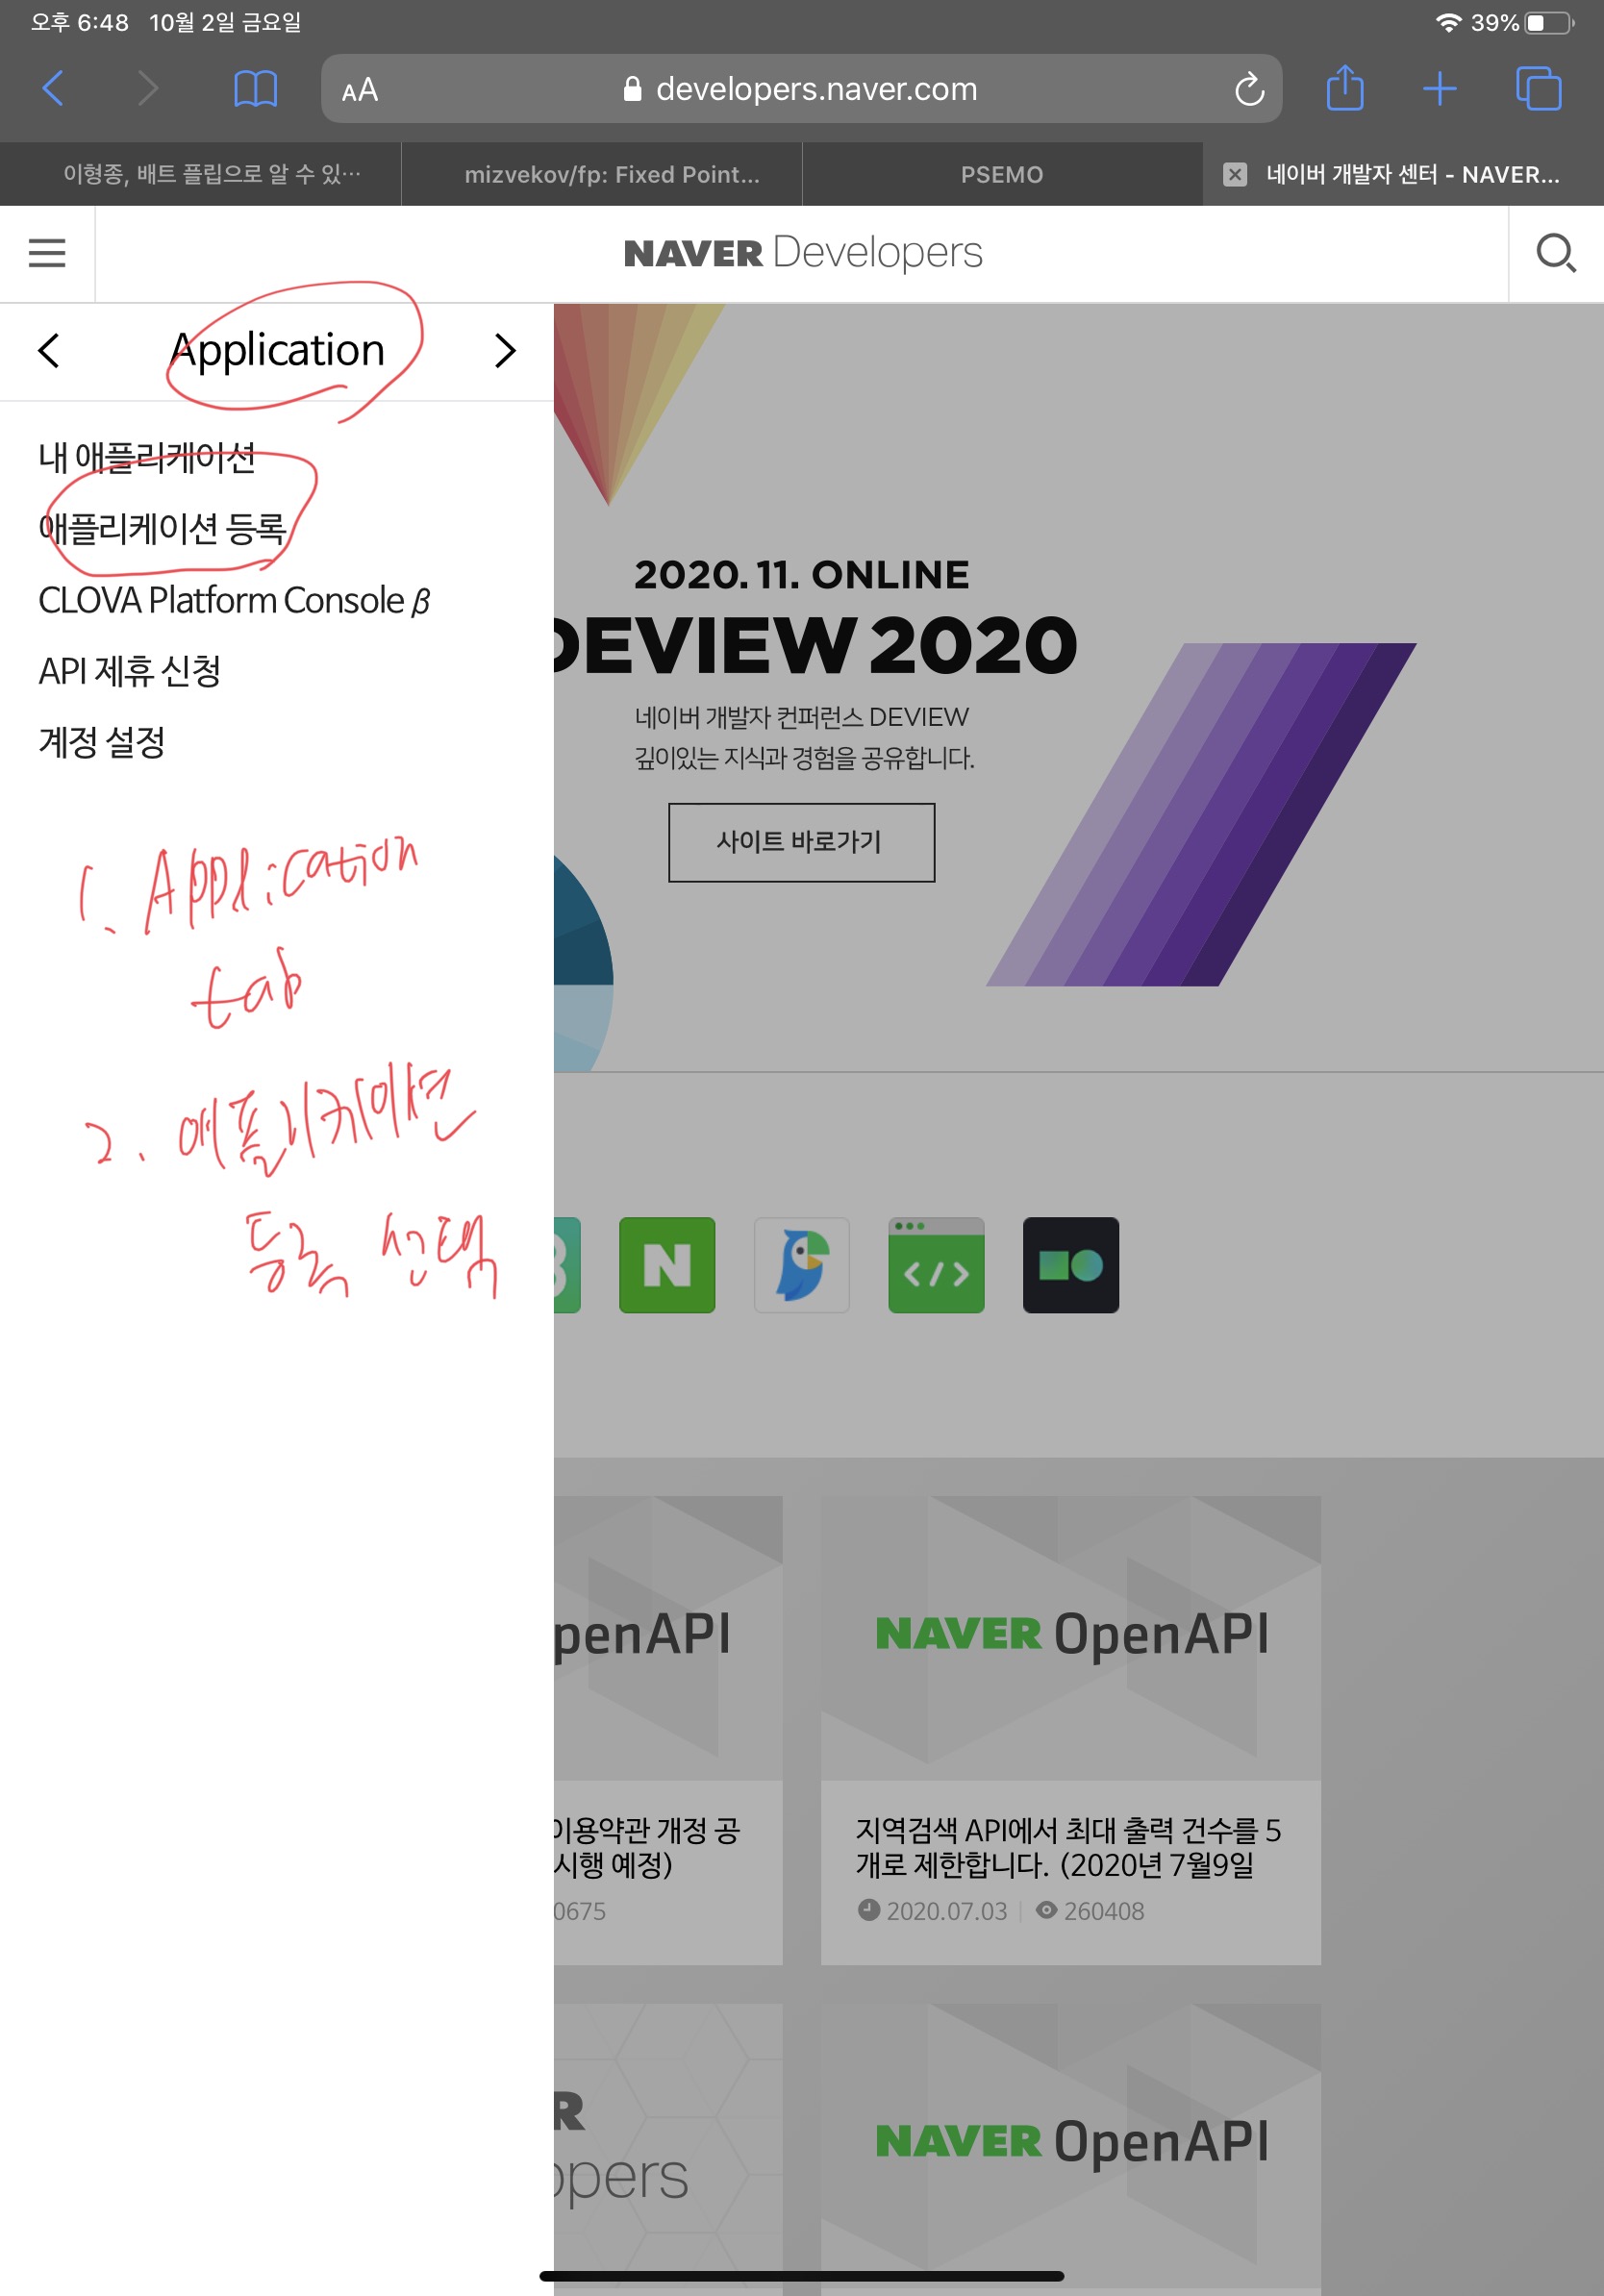 오후 6:48 10월 2일 금요일 39%
AA developers.naver.com
이형종, 배트 플립으로 알 수 있… mizvekov/fp: Fixed Point... PSEMO 네이버 개발자 센터 - NAVER...
NAVER Developers
Application
내 애플리케이션
애플리케이션 등록
CLOVA Platform Console β
API 제휴 신청
계정 설정
1. Application
tab
2. 애플리케이션
등록 선택
2020. 11. ONLINE
DEVIEW 2020
네이버 개발자 컨퍼런스 DEVIEW
깊이있는 지식과 경험을 공유합니다.
사이트 바로가기
N
</>
penAPI
이용약관 개정 공
시행 예정)
0675
NAVER OpenAPI
지역검색 API에서 최대 출력 건수를 5
개로 제한합니다. (2020년 7월9일
2020.07.03 260408
R
opers
NAVER OpenAPI